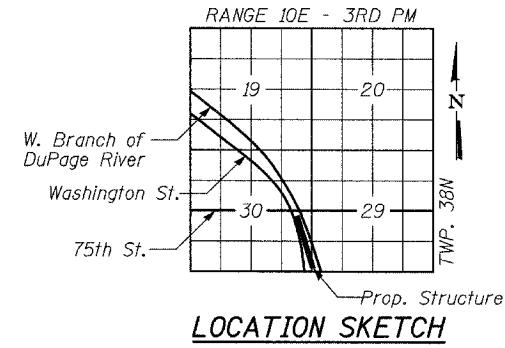 RANGE 10E - 3RD PM
19
20
N
W. Branch of
DuPage River
Washington St.
30
29
TWP. 38N
75th St.
Prop. Structure
LOCATION SKETCH